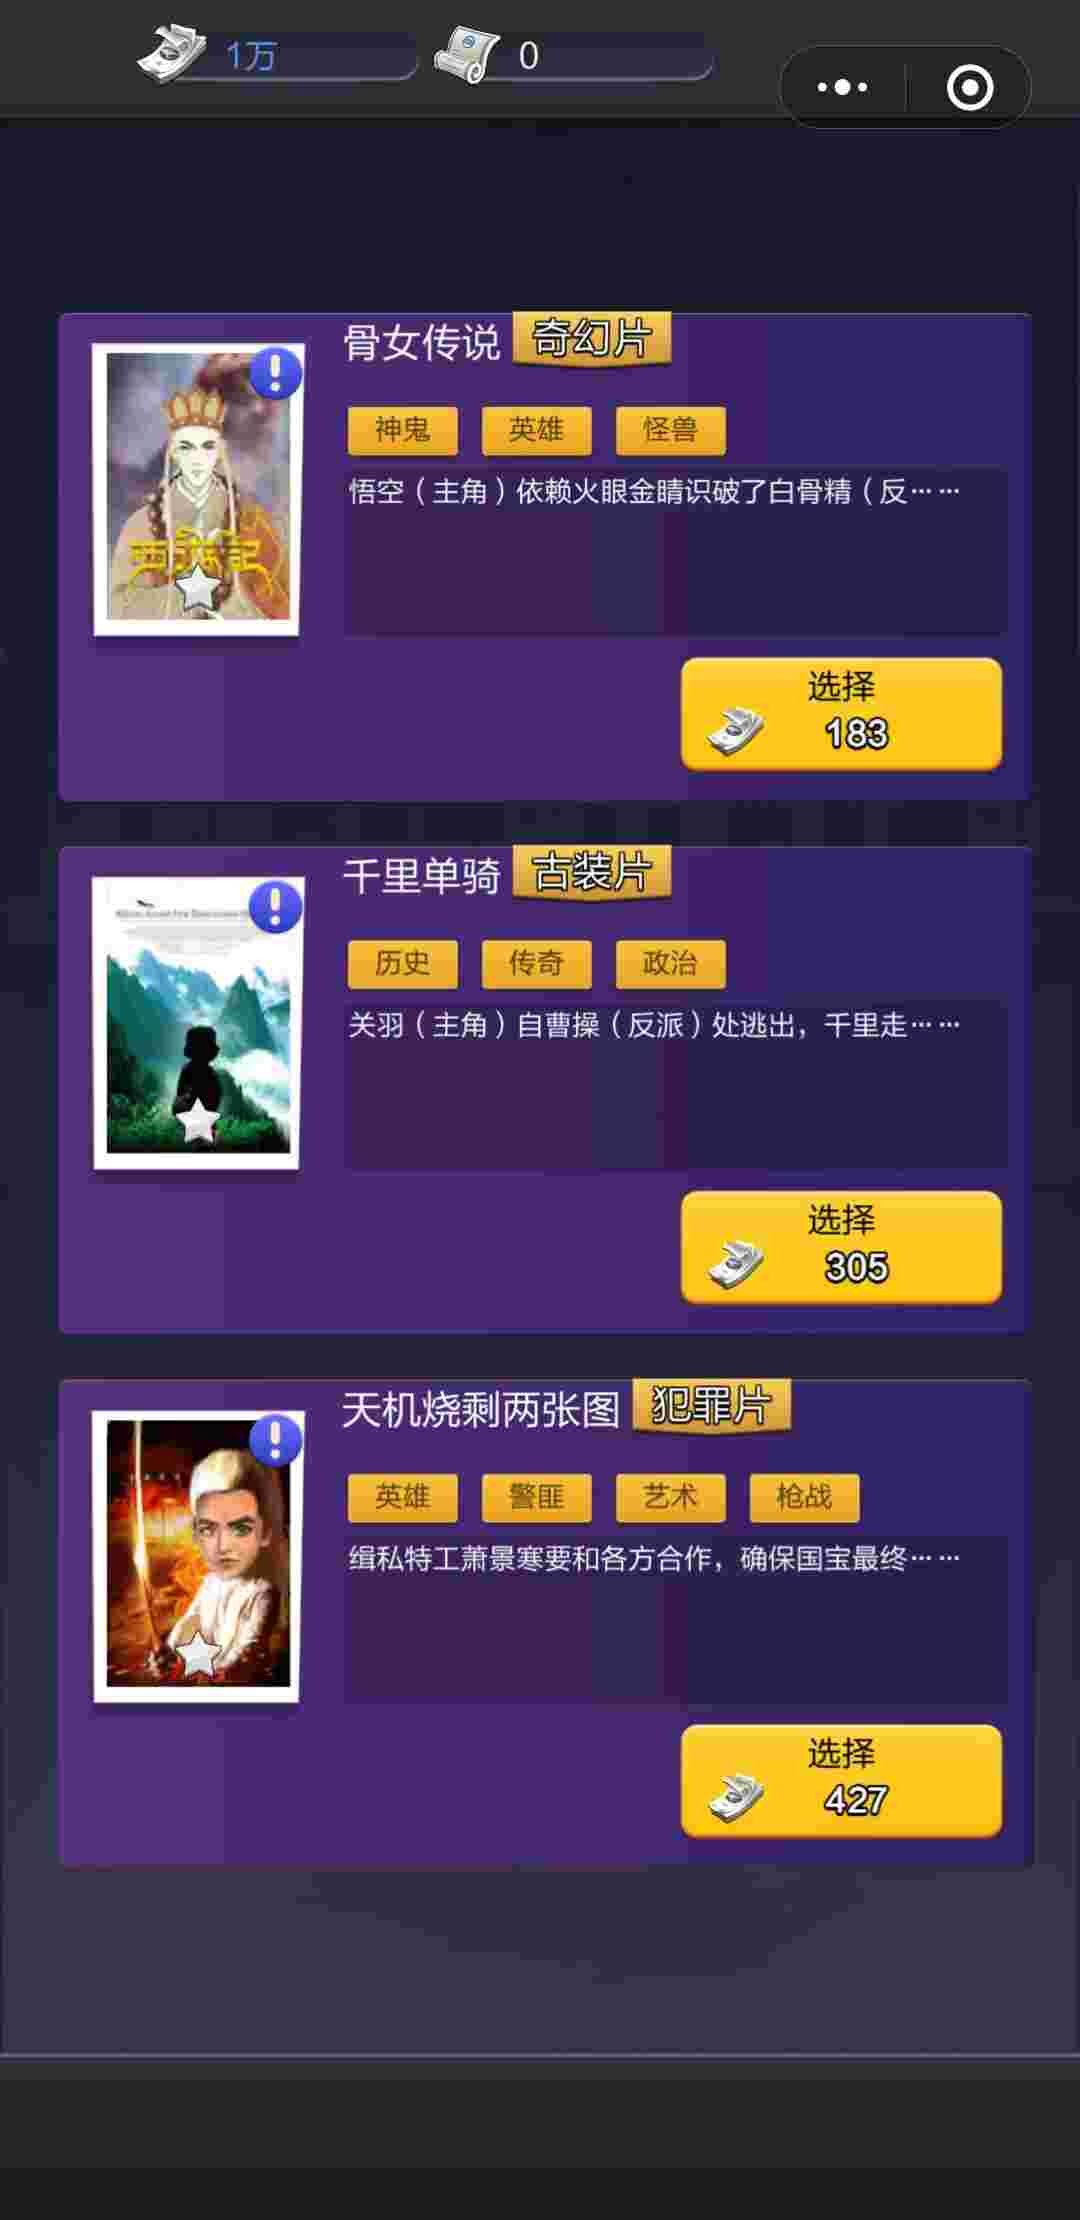 1万
0
骨女传说
奇幻片
神鬼
英雄
怪兽
悟空（主角）依赖火眼金睛识破了白骨精（反……
西游記
选择
183
千里单骑
古装片
历史
传奇
政治
关羽（主角）自曹操（反派）处逃出，千里走……
选择
305
天机烧剩两张图
犯罪片
英雄
警匪
艺术
枪战
缉私特工萧景寒要和各方合作，确保国宝最终……
选择
427